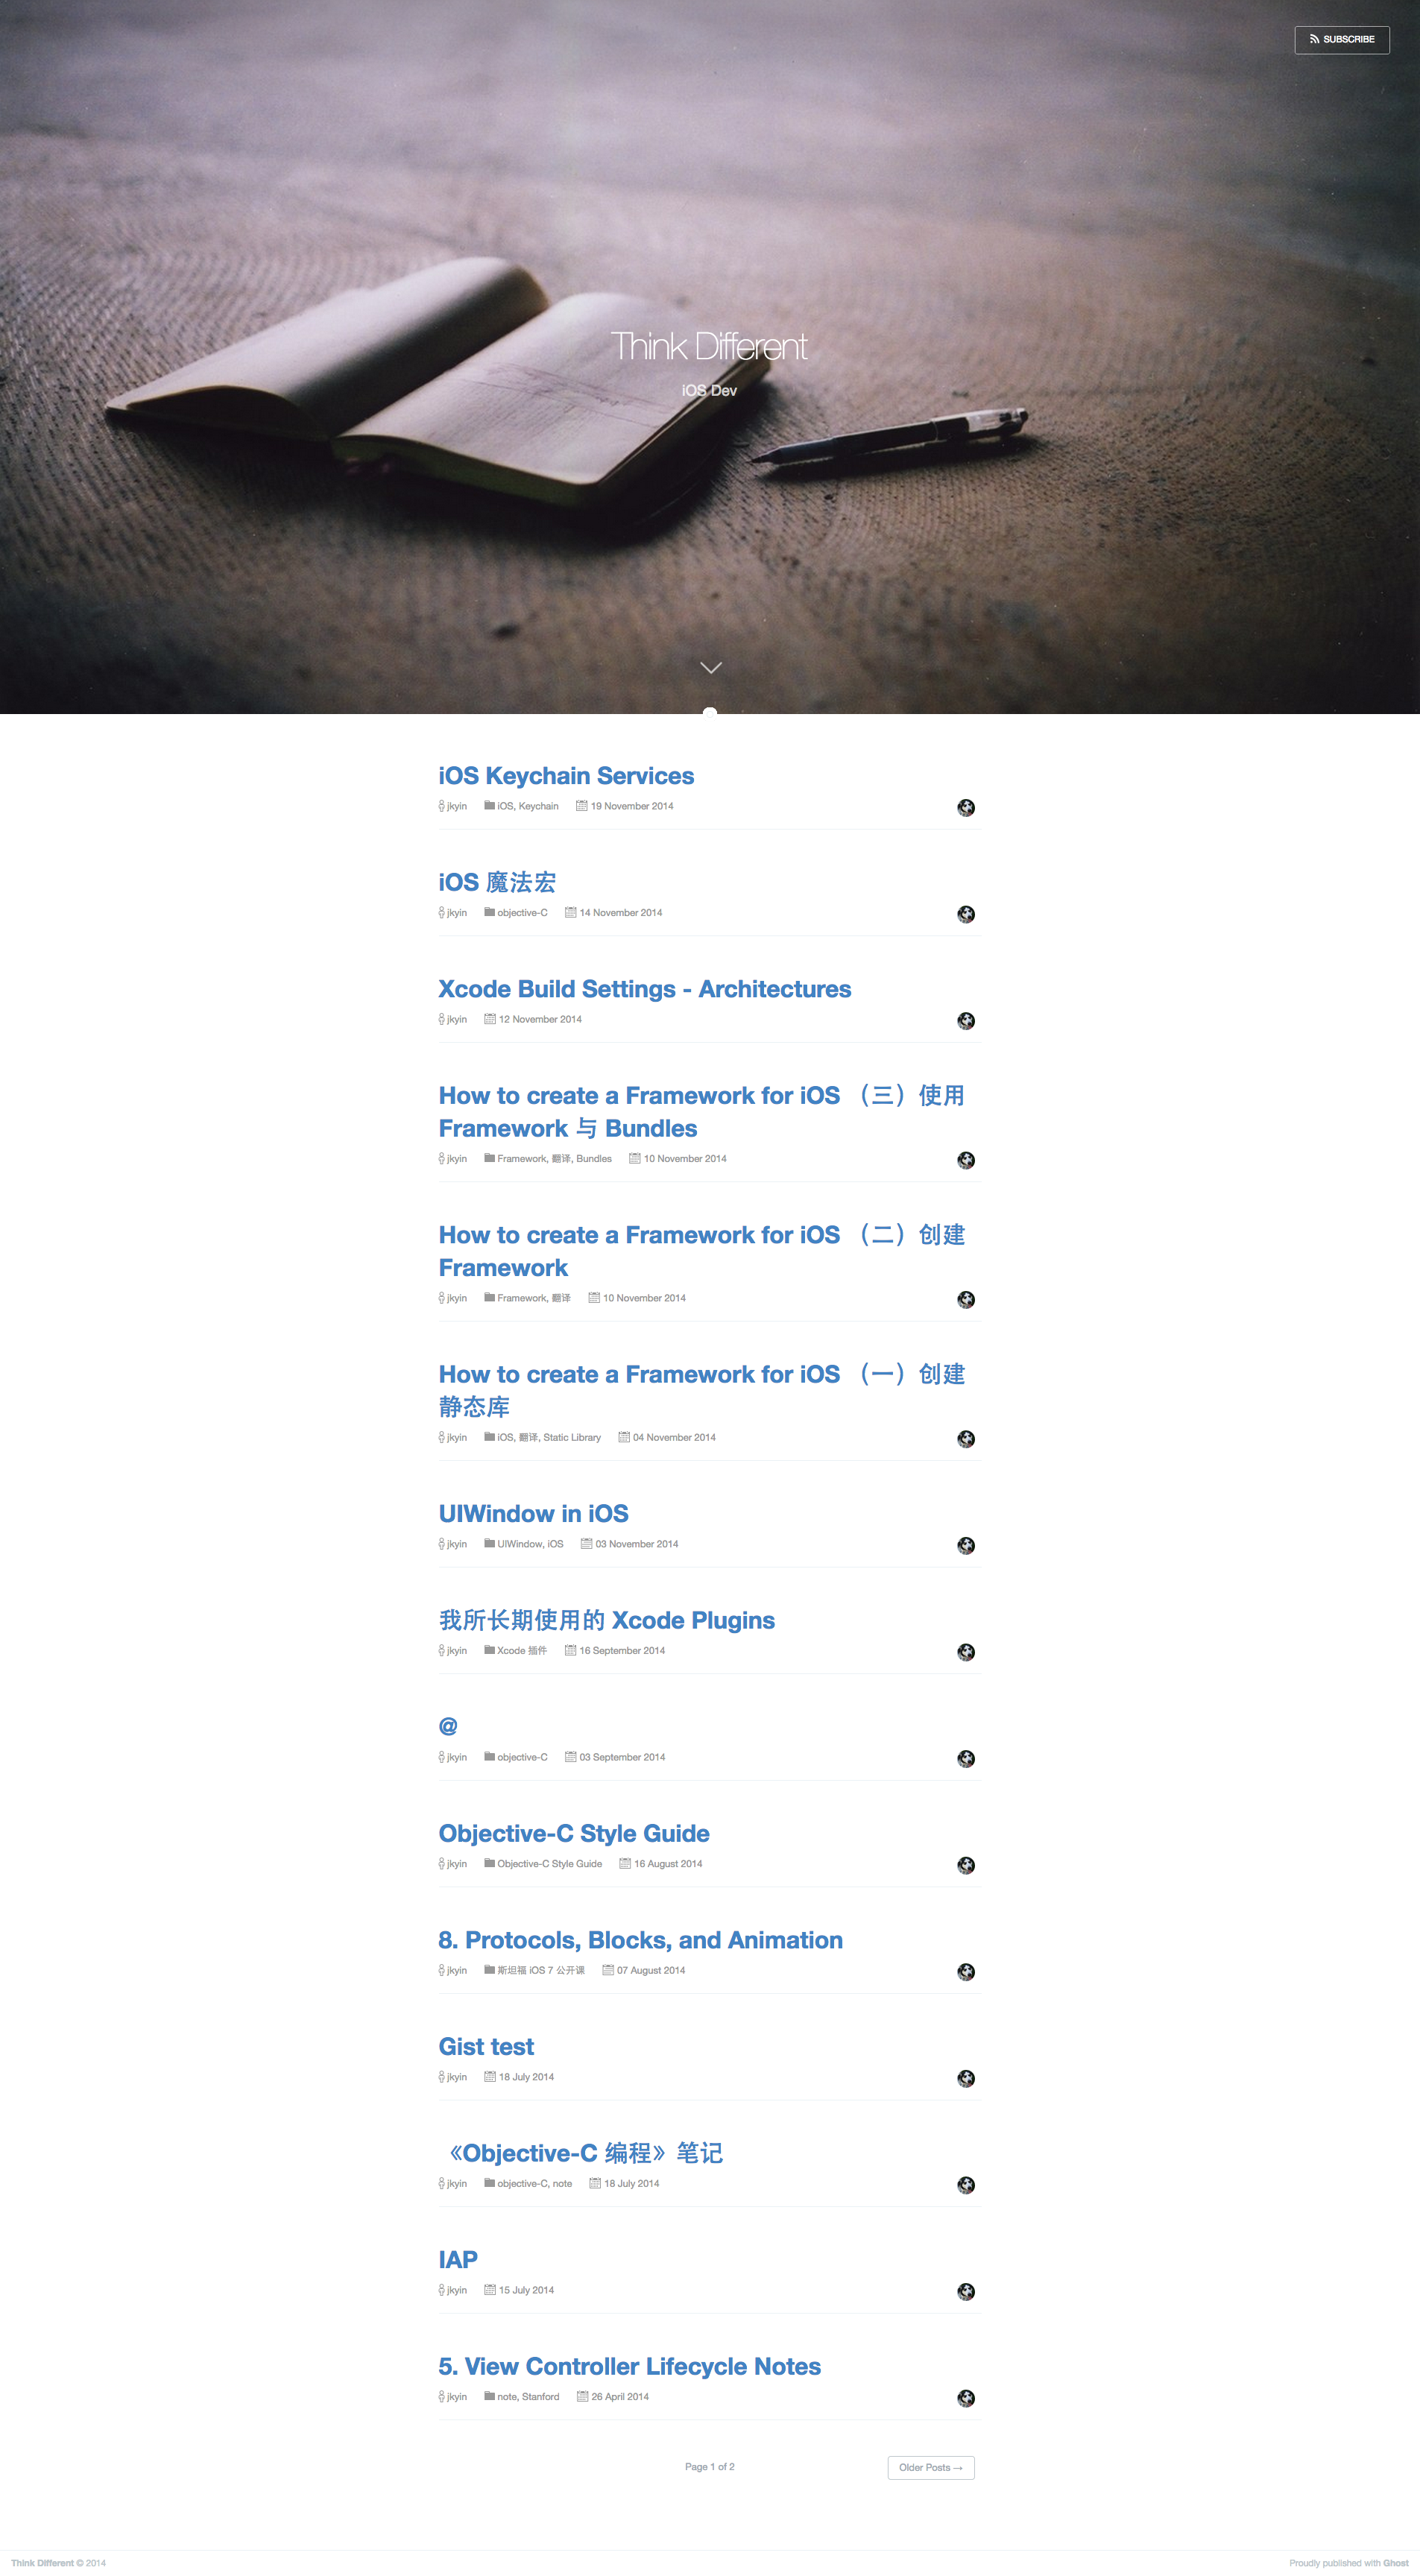 SUBSCRIBE
Think Different
iOS Dev
iOS Keychain Services
jkyin iOS, Keychain 19 November 2014
iOS 魔法宏
jkyin objective-C 14 November 2014
Xcode Build Settings - Architectures
jkyin 12 November 2014
How to create a Framework for iOS （三）使用
Framework 与 Bundles
jkyin Framework, 翻译, Bundles 10 November 2014
How to create a Framework for iOS （二）创建
Framework
jkyin Framework, 翻译 10 November 2014
How to create a Framework for iOS （一）创建
静态库
jkyin iOS, 翻译, Static Library 04 November 2014
UIWindow in iOS
jkyin UIWindow, iOS 03 November 2014
我所长期使用的 Xcode Plugins
jkyin Xcode 插件 16 September 2014
@
jkyin objective-C 03 September 2014
Objective-C Style Guide
jkyin Objective-C Style Guide 16 August 2014
8. Protocols, Blocks, and Animation
jkyin 斯坦福 iOS 7 公开课 07 August 2014
Gist test
jkyin 18 July 2014
《Objective-C 编程》笔记
jkyin objective-C, note 18 July 2014
IAP
jkyin 15 July 2014
5. View Controller Lifecycle Notes
jkyin note, Stanford 26 April 2014
Page 1 of 2
Older Posts →
Think Different © 2014
Proudly published with Ghost